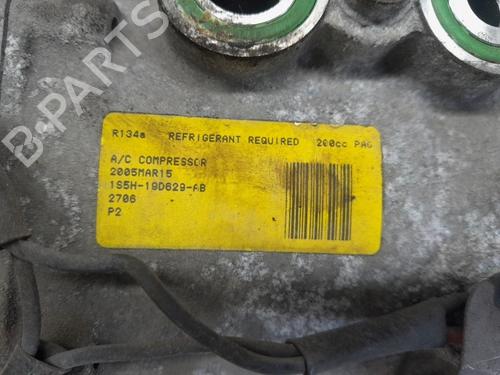 R134a REFRIGERANT REQUIRED 200cc PAG
A/C COMPRESSOR
2005MAR15
1S5H-19D629-AB
2706
P2
B-PARTS